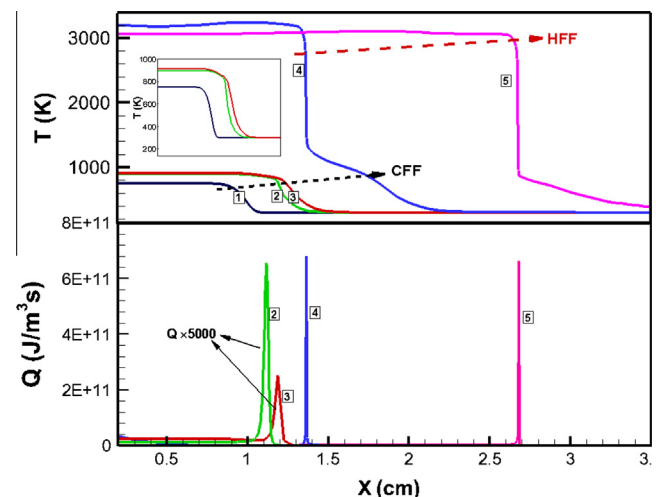 3000
2000
1000
T (K)
1000
800
600
400
200
T (K)
HFF
CFF
4
5
1
2
3
8E+11
6E+11
4E+11
2E+11
0
Q (J/m³s)
Q ×5000
2
3
4
5
0.5
1
1.5
2
2.5
3
3.
X (cm)